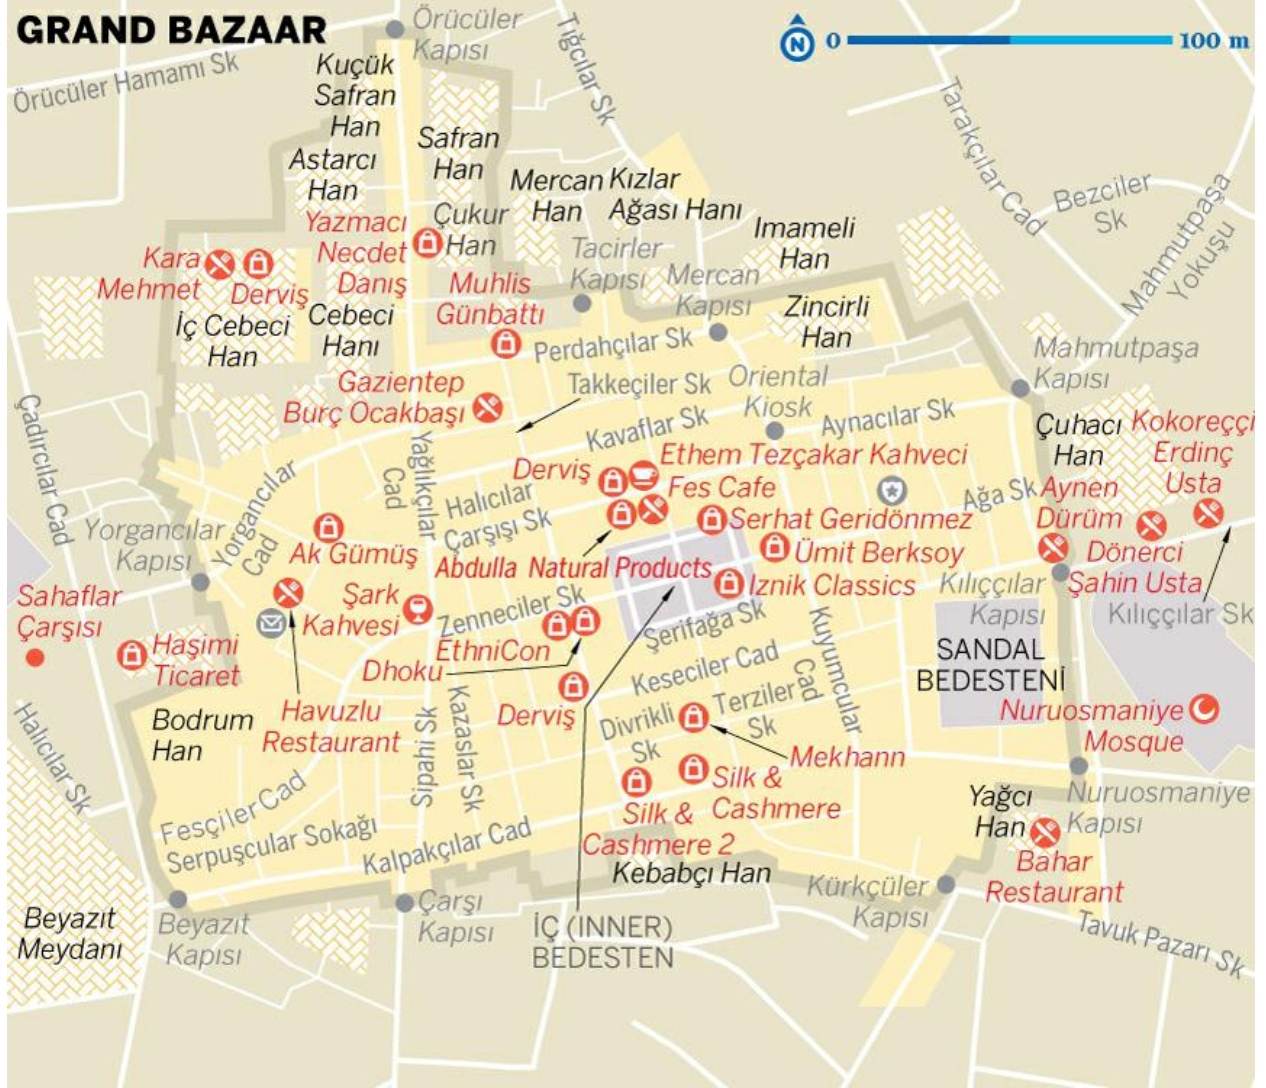 GRAND BAZAAR
N 0 100 m
Örücüler
Kapısı
Tığcılar Sk
Örücüler Hamamı Sk
Kuçük
Safran
Han
Safran
Han
Astarcı
Han
Mercan
Han
Kızlar
Ağası Hanı
Tarakçılar Cad
Bezciler
Sk
Mahmutpaşa
Yokuşu
Yazmacı
Necdet
Danış
Çukur
Han
Tacirler
Kapısı
Mercan
Kapısı
Imameli
Han
Kara
Mehmet
Derviş
İç Cebeci
Han
Cebeci
Hanı
Muhlis
Günbattı
Zincirli
Han
Perdahçılar Sk
Mahmutpaşa
Kapısı
Gazientep
Burç Ocakbaşı
Takkeçiler Sk
Oriental
Kiosk
Kavaflar Sk
Aynacılar Sk
Çadırcılar Cad
Yağlıkçılar
Cad
Çuhacı
Han
Kokoreççi
Erdinç
Usta
Derviş
Ethem Tezçakar Kahveci
Fes Cafe
Halıcılar
Çarşısı Sk
Ağa Sk
Aynen
Dürüm
Yorgancılar
Cad
Yorgancılar
Kapısı
Ak Gümüş
Serhat Geridönmez
Ümit Berksoy
Abdulla Natural Products
Iznik Classics
Dönerci
Şahin Usta
Kılıççılar
Kapısı
Kılıççılar Sk
Sahaflar
Çarşısı
Şark
Kahvesi
Zenneciler Sk
Şerifağa Sk
Kuyumcular
Cad
Haşimi
Ticaret
EthniCon
Dhoku
Keseciler Cad
SANDAL
BEDESTENİ
Bodrum
Han
Havuzlu
Restaurant
Derviş
Divrikli
Sk
Terziler
Sk
Nuruosmaniye
Mosque
Halıcılar Sk
Sipahi Sk
Kazaslar Sk
Mekhann
Silk &
Cashmere
Silk &
Cashmere 2
Yağcı
Han
Nuruosmaniye
Kapısı
Fesçiler Cad
Serpuşcular Sokağı
Kalpakçılar Cad
Kebabçı Han
Bahar
Restaurant
Kürkçüler
Kapısı
Beyazıt
Meydanı
Beyazıt
Kapısı
Çarşı
Kapısı
İÇ (INNER)
BEDESTEN
Tavuk Pazarı Sk